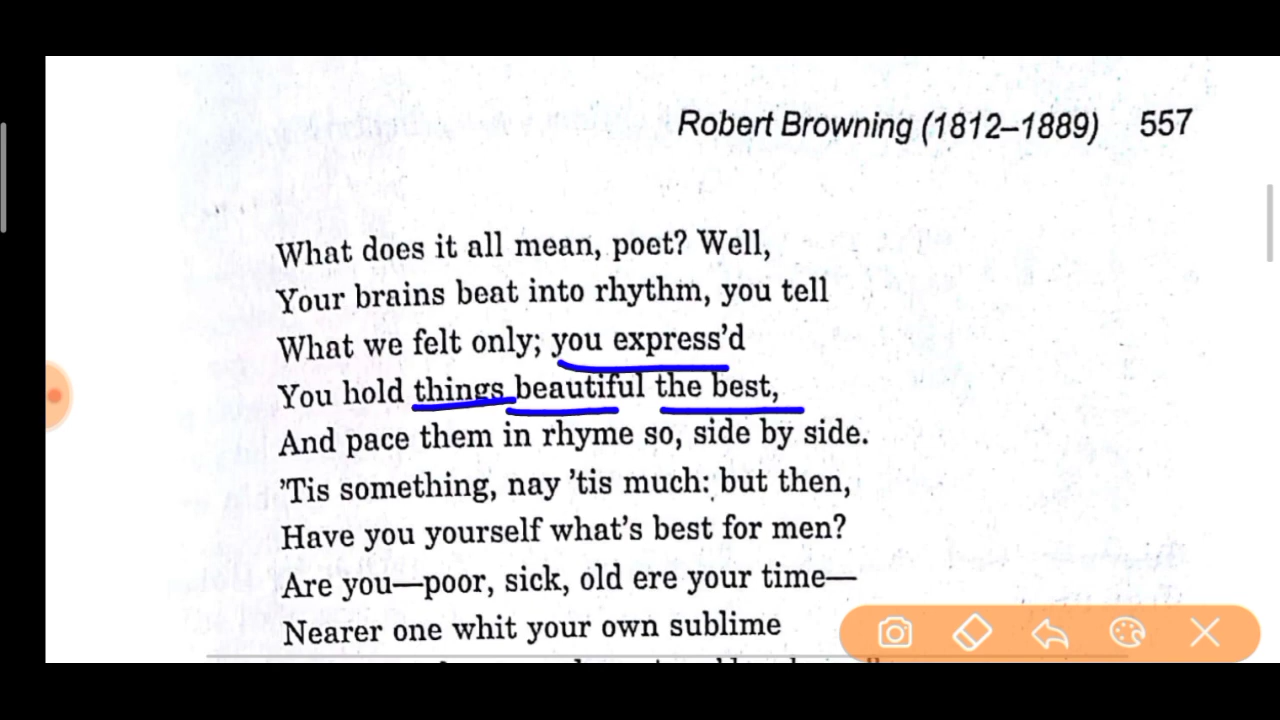 Robert Browning (1812–1889) 557
What does it all mean, poet? Well,
Your brains beat into rhythm, you tell
What we felt only; you express'd
You hold things beautiful the best,
And pace them in rhyme so, side by side.
'Tis something, nay 'tis much: but then,
Have you yourself what's best for men?
Are you—poor, sick, old ere your time—
Nearer one whit your own sublime